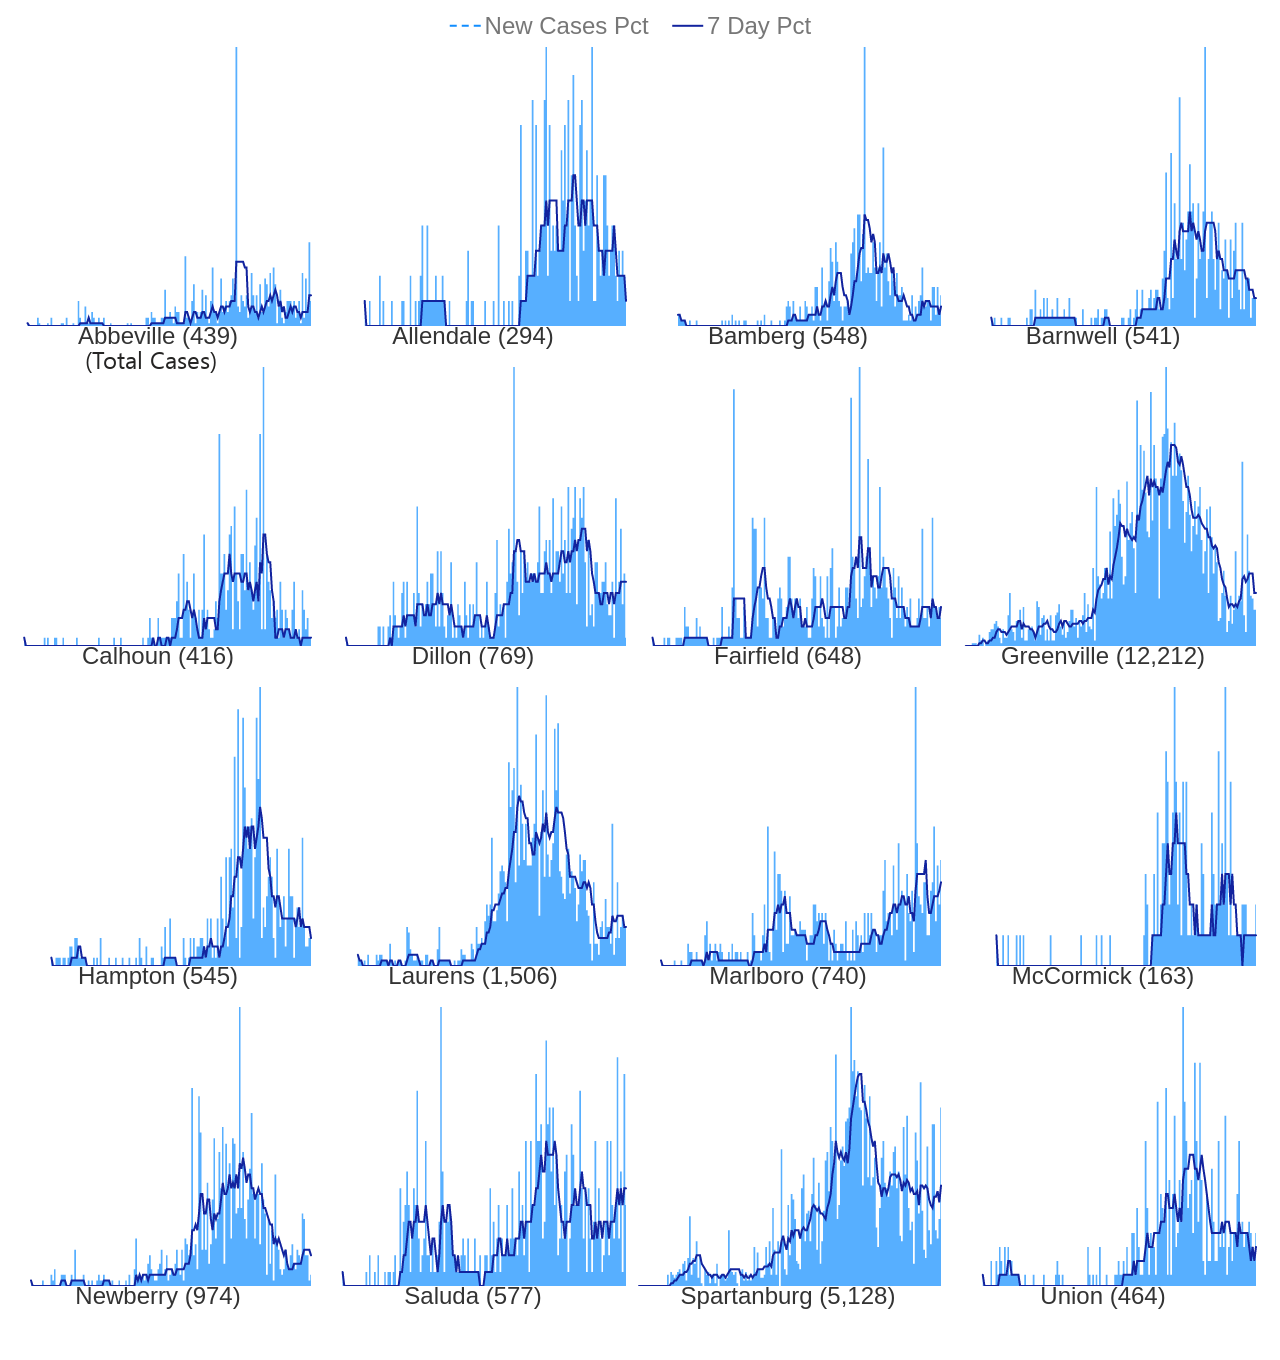 New Cases Pct 7 Day Pct
Abbeville (439) Allendale (294) Bamberg (548) Barnwell (541)
(Total Cases)
Calhoun (416) Dillon (769) Fairfield (648) Greenville (12,212)
Hampton (545) Laurens (1,506) Marlboro (740) McCormick (163)
Newberry (974) Saluda (577) Spartanburg (5,128) Union (464)